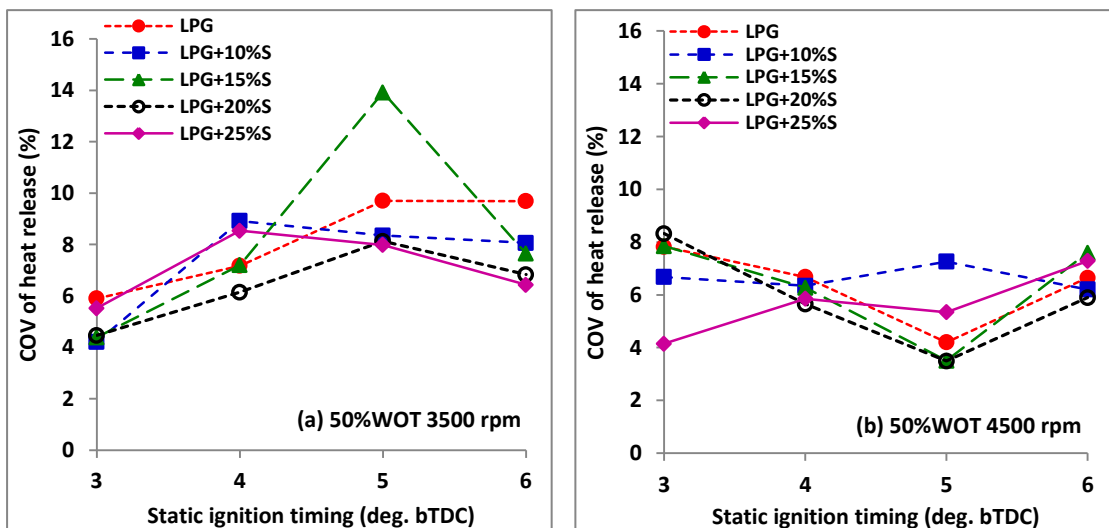 LPG
LPG+10%S
LPG+15%S
LPG+20%S
LPG+25%S
16
14
12
10
8
6
4
2
0
COV of heat release (%)
(a) 50%WOT 3500 rpm
3 4 5 6
Static ignition timing (deg. bTDC)
LPG
LPG+10%S
LPG+15%S
LPG+20%S
LPG+25%S
16
14
12
10
8
6
4
2
0
COV of heat release (%)
(b) 50%WOT 4500 rpm
3 4 5 6
Static ignition timing (deg. bTDC)